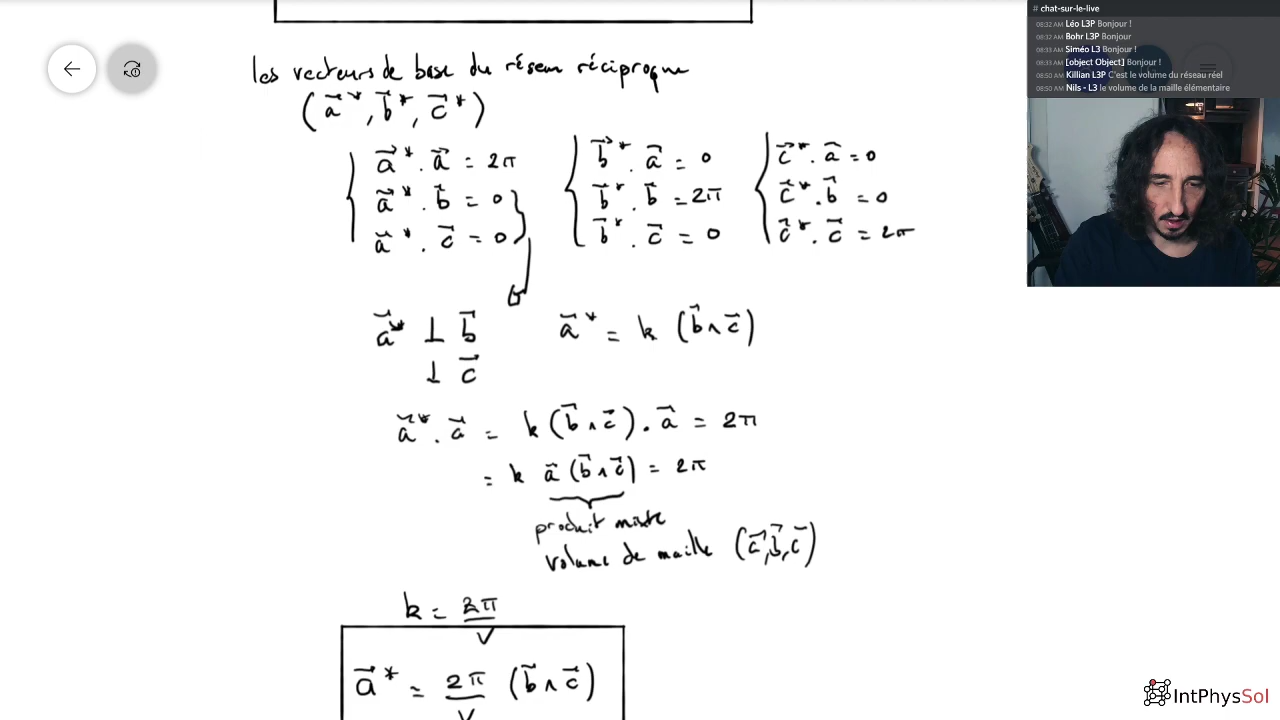 les vecteurs de base du réseau réciproque
(a⃗*, b⃗*, c⃗*)
a⃗* . a⃗ = 2π
a⃗* . b⃗ = 0
a⃗* . c⃗ = 0
b⃗* . a⃗ = 0
b⃗* . b⃗ = 2π
b⃗* . c⃗ = 0
c⃗* . a⃗ = 0
c⃗* . b⃗ = 0
c⃗* . c⃗ = 2π
a⃗* ⊥ b⃗
⊥ c⃗
a⃗* = k (b⃗ ∧ c⃗)
a⃗* . a⃗ = k (b⃗ ∧ c⃗) . a⃗ = 2π
= k a⃗ (b⃗ ∧ c⃗) = 2π
produit mixte
volume de maille (c⃗, b⃗, c⃗)
k = 2π/V
a⃗* = 2π/V (b⃗ ∧ c⃗)
# chat-sur-le-live
08:32 AM Léo L3P Bonjour !
08:32 AM Bohr L3P Bonjour
08:33 AM Siméo L3 Bonjour !
08:33 AM [object Object] Bonjour !
08:50 AM Killian L3P C'est le volume du réseau réel
08:50 AM Nils - L3 le volume de la maille élémentaire
IntPhysSol